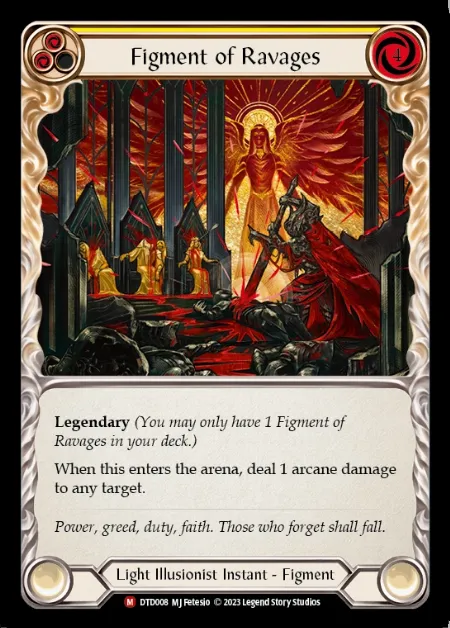 Figment of Ravages
4
Legendary (You may only have 1 Figment of
Ravages in your deck.)
When this enters the arena, deal 1 arcane damage
to any target.
Power, greed, duty, faith. Those who forget shall fall.
Light Illusionist Instant - Figment
M DTD008 MJ Fetesio © 2023 Legend Story Studios